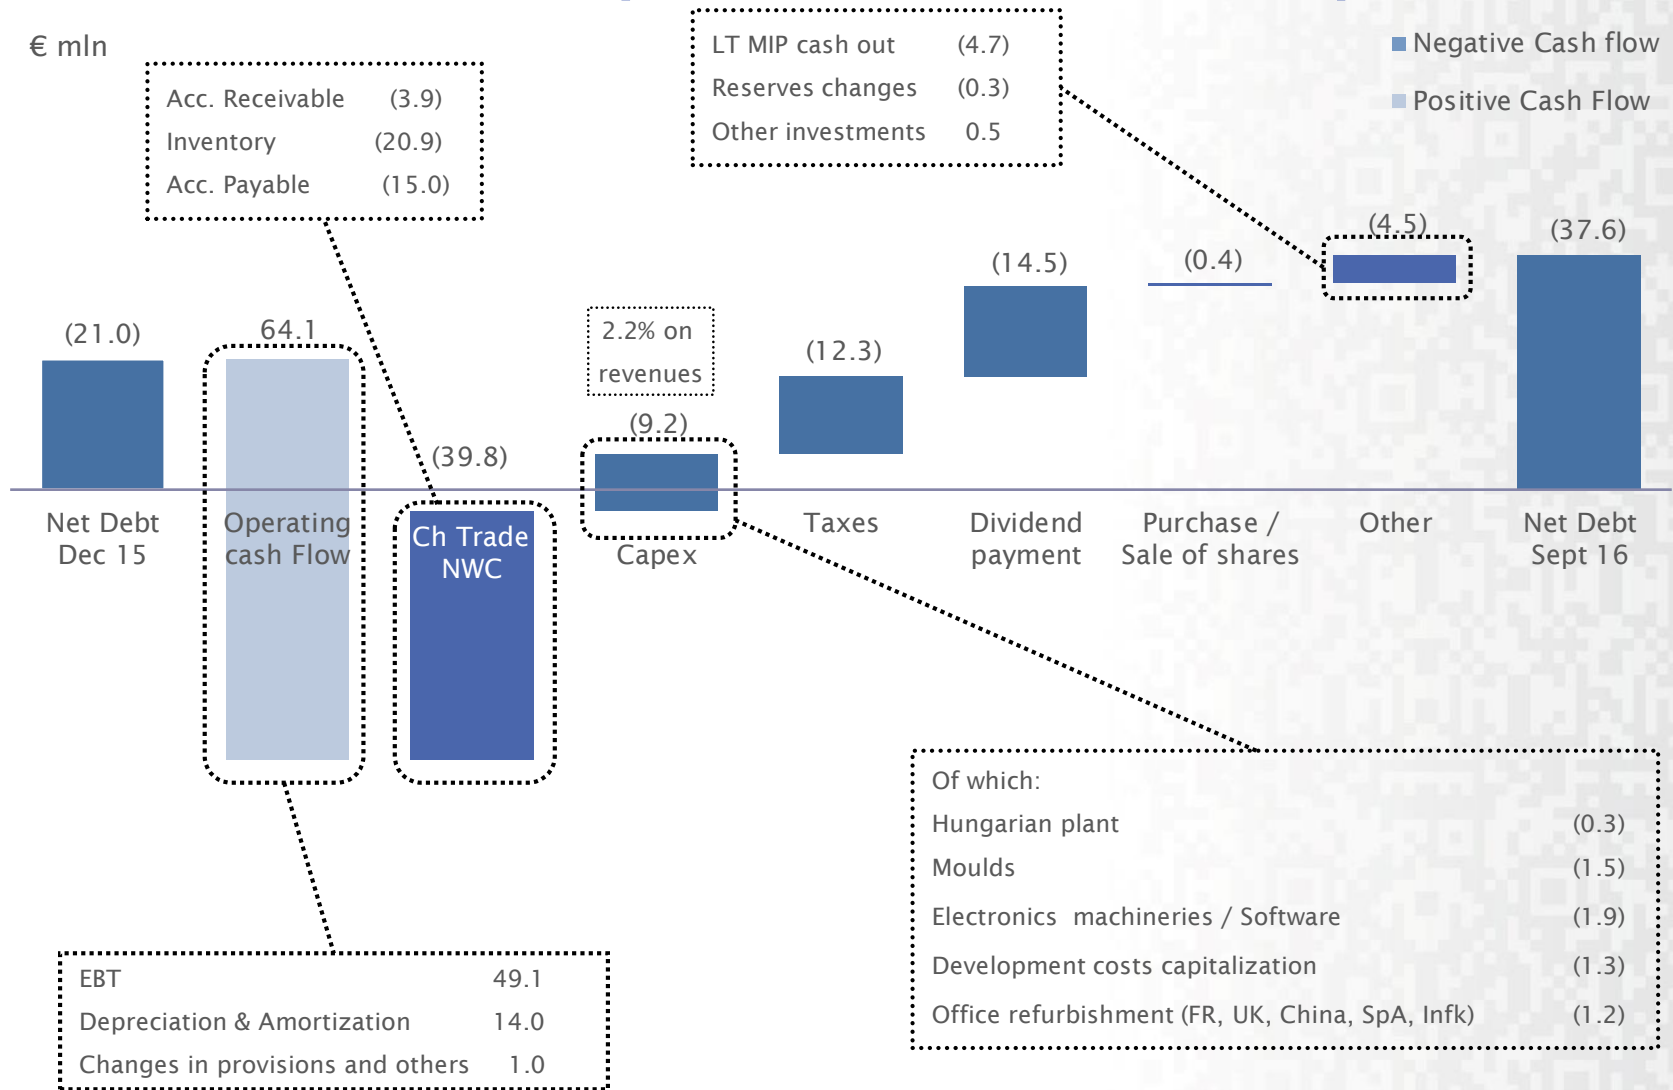 € mln
LT MIP cash out (4.7)
Reserves changes (0.3)
Other investments 0.5
Negative Cash flow
Positive Cash Flow
Acc. Receivable (3.9)
Inventory (20.9)
Acc. Payable (15.0)
(21.0)
64.1
(39.8)
2.2% on
revenues
(9.2)
(12.3)
(14.5)
(0.4)
(4.5)
(37.6)
Net Debt
Dec 15
Operating
cash Flow
Ch Trade
NWC
Capex
Taxes
Dividend
payment
Purchase /
Sale of shares
Other
Net Debt
Sept 16
Of which:
Hungarian plant (0.3)
Moulds (1.5)
Electronics machineries / Software (1.9)
Development costs capitalization (1.3)
Office refurbishment (FR, UK, China, SpA, Infk) (1.2)
EBT 49.1
Depreciation & Amortization 14.0
Changes in provisions and others 1.0